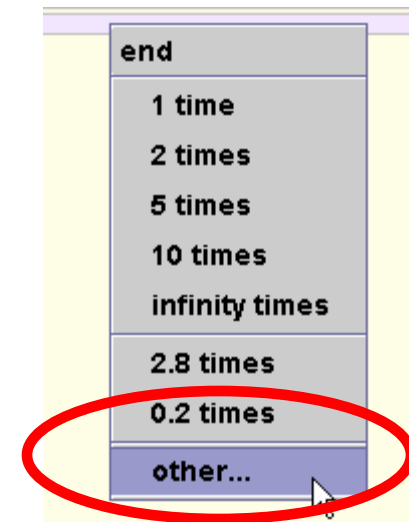 end
1 time
2 times
5 times
10 times
infinity times
2.8 times
0.2 times
other...